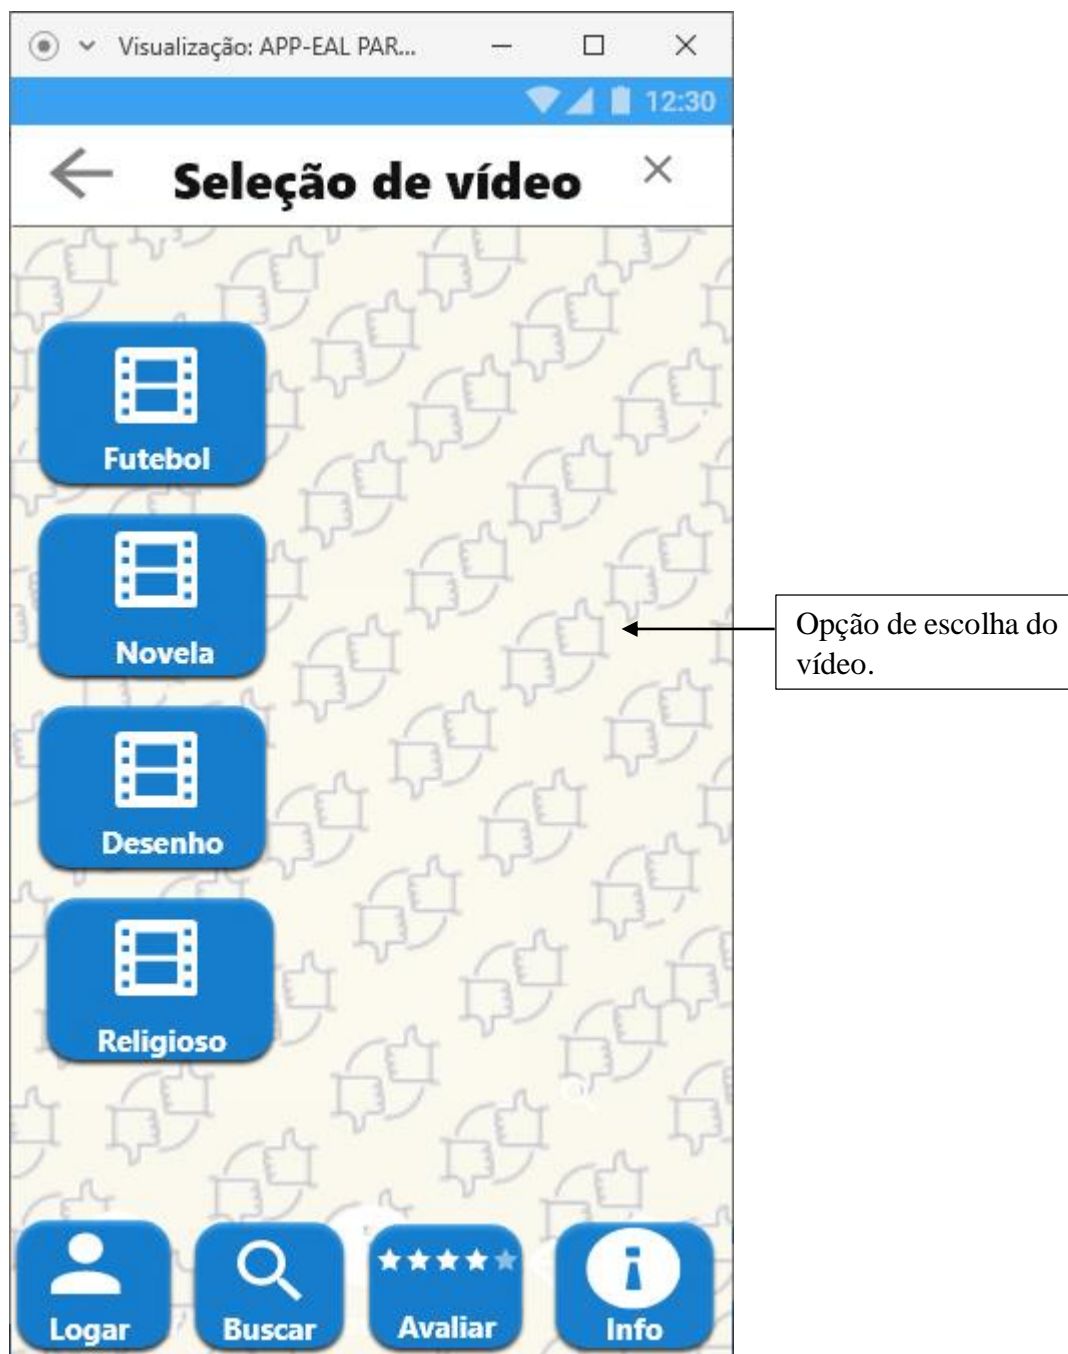 Visualização: APP-EAL PAR...
12:30
Seleção de vídeo
Futebol
Novela
Opção de escolha do
vídeo.
Desenho
Religioso
Logar
Buscar
Avaliar
Info